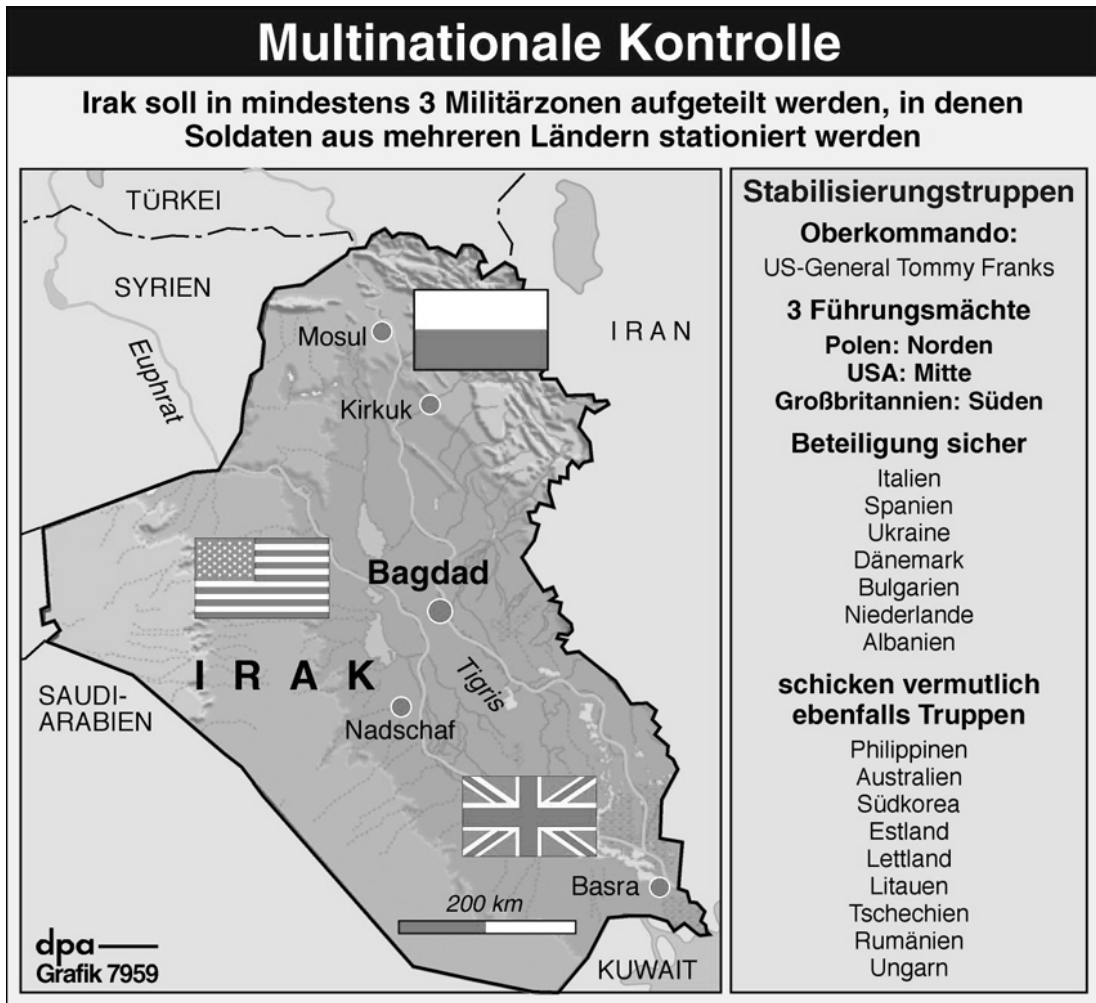 Multinationale Kontrolle
Irak soll in mindestens 3 Militärzonen aufgeteilt werden, in denen
Soldaten aus mehreren Ländern stationiert werden
TÜRKEI
SYRIEN
Euphrat
Mosul
IRAN
Kirkuk
Bagdad
IRAK
Tigris
SAUDI-
ARABIEN
Nadschaf
Basra
200 km
KUWAIT
dpa
Grafik 7959
Stabilisierungstruppen
Oberkommando:
US-General Tommy Franks
3 Führungsmächte
Polen: Norden
USA: Mitte
Großbritannien: Süden
Beteiligung sicher
Italien
Spanien
Ukraine
Dänemark
Bulgarien
Niederlande
Albanien
schicken vermutlich
ebenfalls Truppen
Philippinen
Australien
Südkorea
Estland
Lettland
Litauen
Tschechien
Rumänien
Ungarn